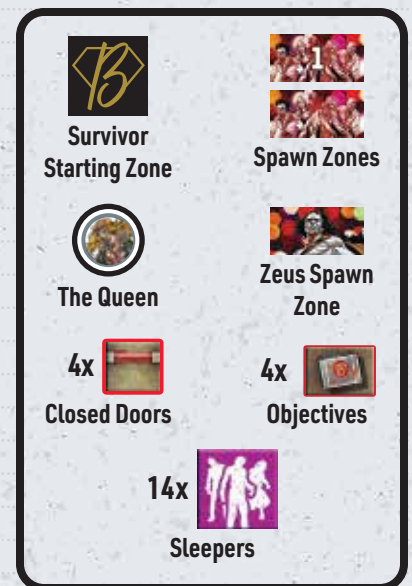 B
Survivor
Starting Zone
1
Spawn Zones
The Queen
Zeus Spawn
Zone
4x
Closed Doors
4x
Objectives
14x
Sleepers